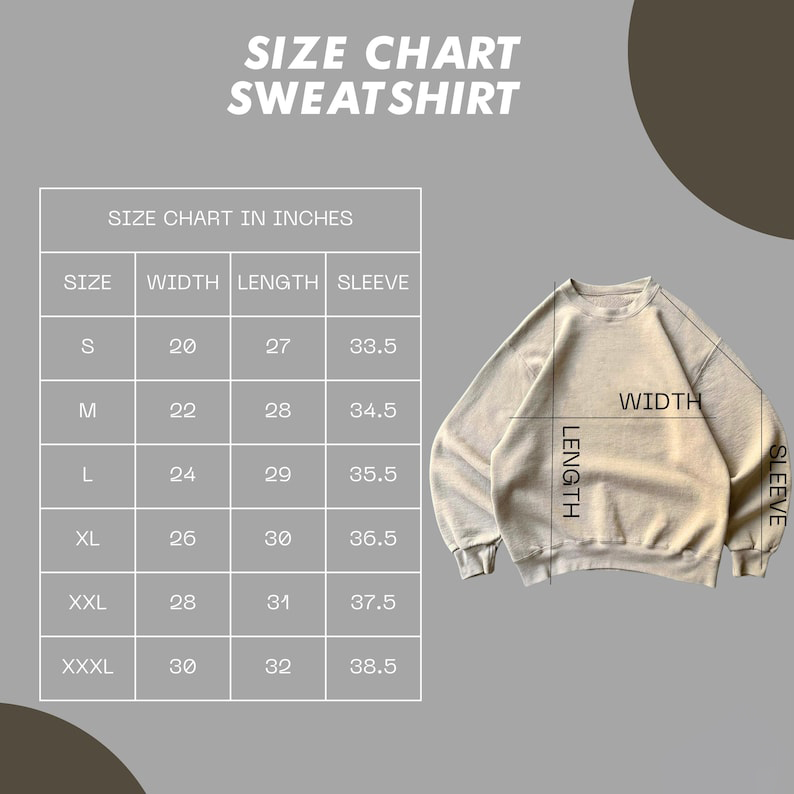 SIZE CHART
SWEATSHIRT
SIZE CHART IN INCHES
SIZE WIDTH LENGTH SLEEVE
S 20 27 33.5
M 22 28 34.5
L 24 29 35.5
XL 26 30 36.5
XXL 28 31 37.5
XXXL 30 32 38.5
WIDTH
LENGTH
SLEEVE